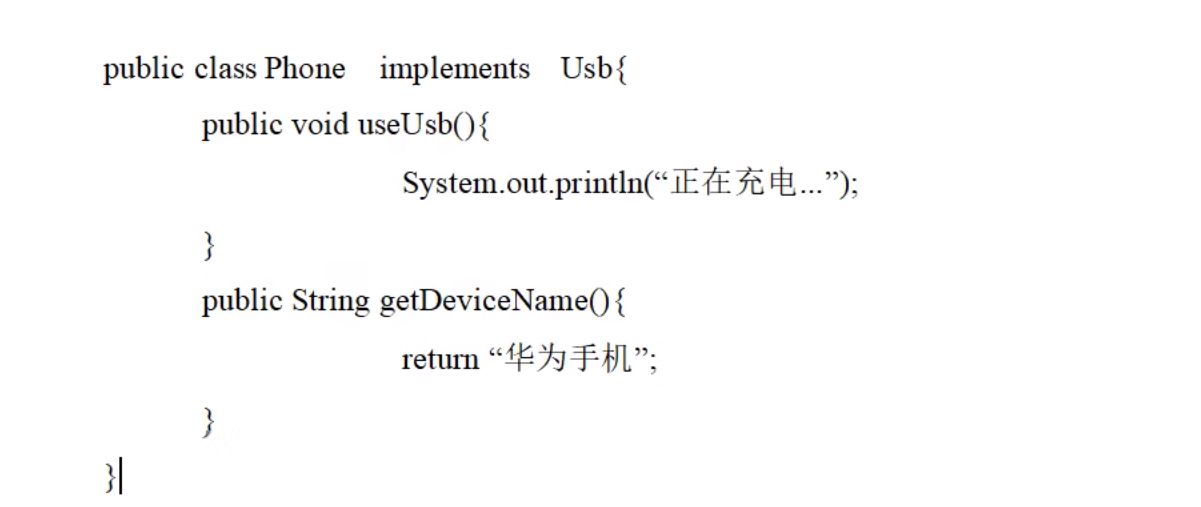 public class Phone implements Usb{
public void useUsb(){
System.out.println(“正在充电...”);
}
public String getDeviceName(){
return “华为手机”;
}
}